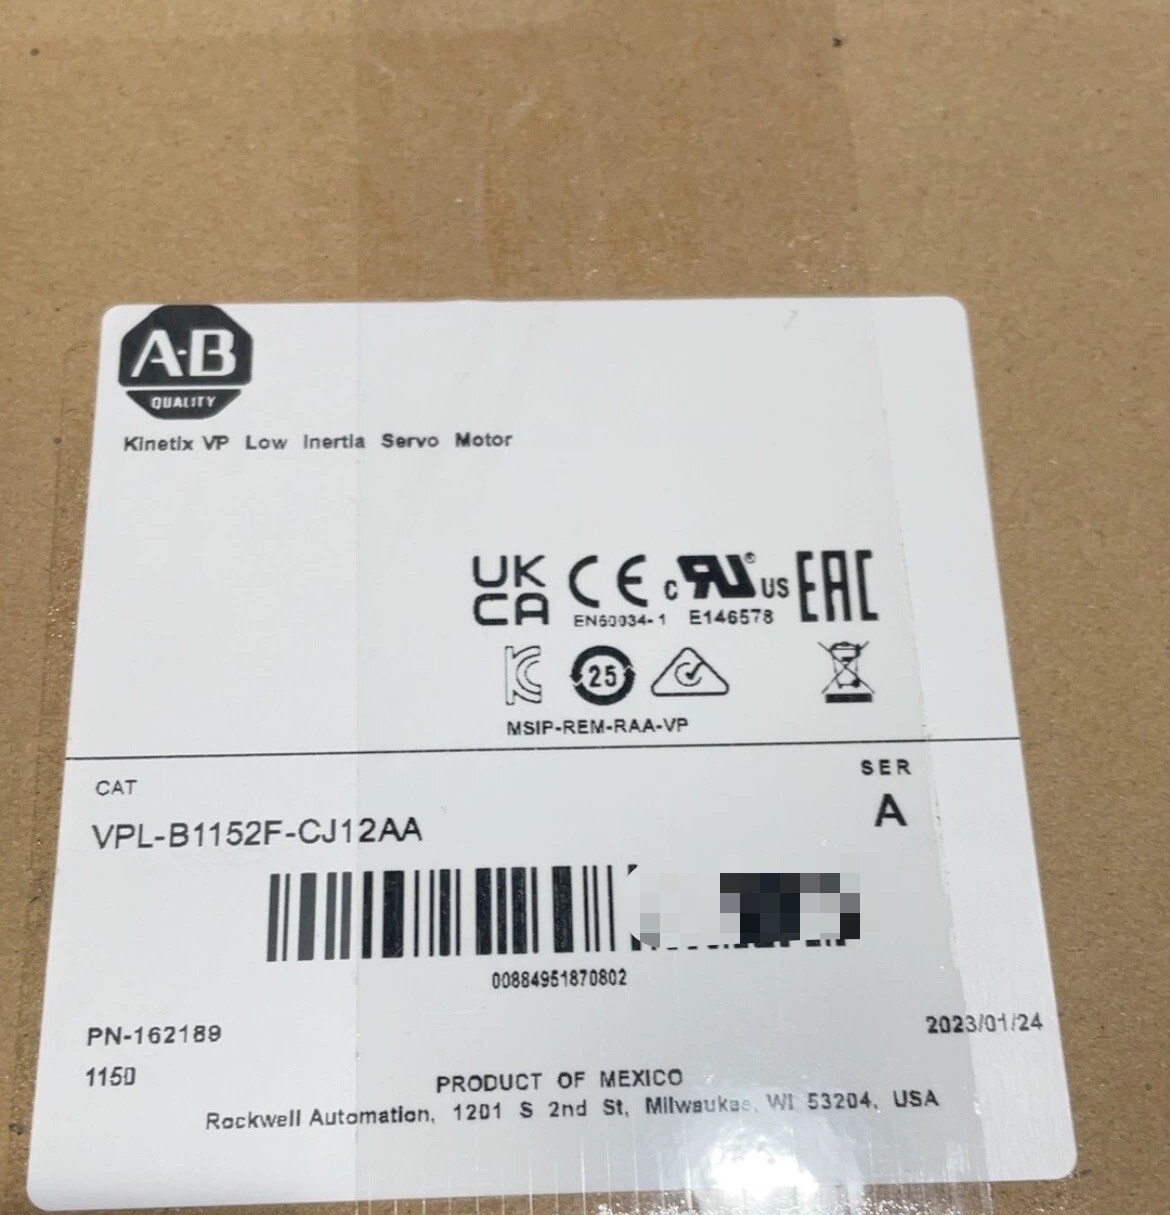 A-B
QUALITY
Kinetix VP Low Inertia Servo Motor
UK
CA
CE
EN60034-1
c RU® US
E146578
EAC
KC
25
MSIP-REM-RAA-VP
CAT
SER
VPL-B1152F-CJ12AA
A
00884951870802
PN-162189
2023/01/24
1150
PRODUCT OF MEXICO
Rockwell Automation, 1201 S 2nd St, Milwaukee, WI 53204, USA